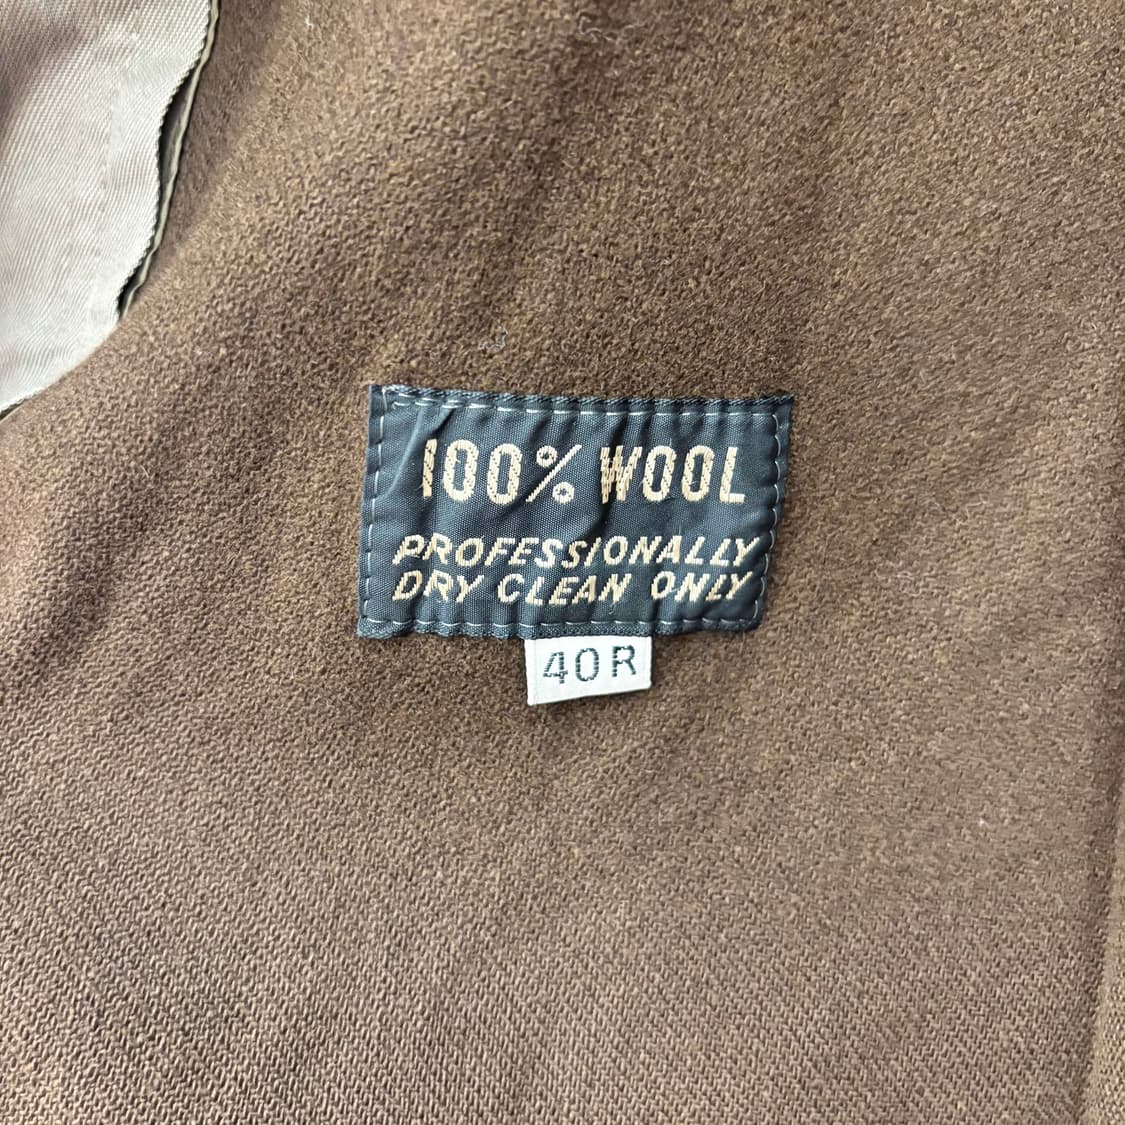 100% WOOL
PROFESSIONALLY
DRY CLEAN ONLY
40R